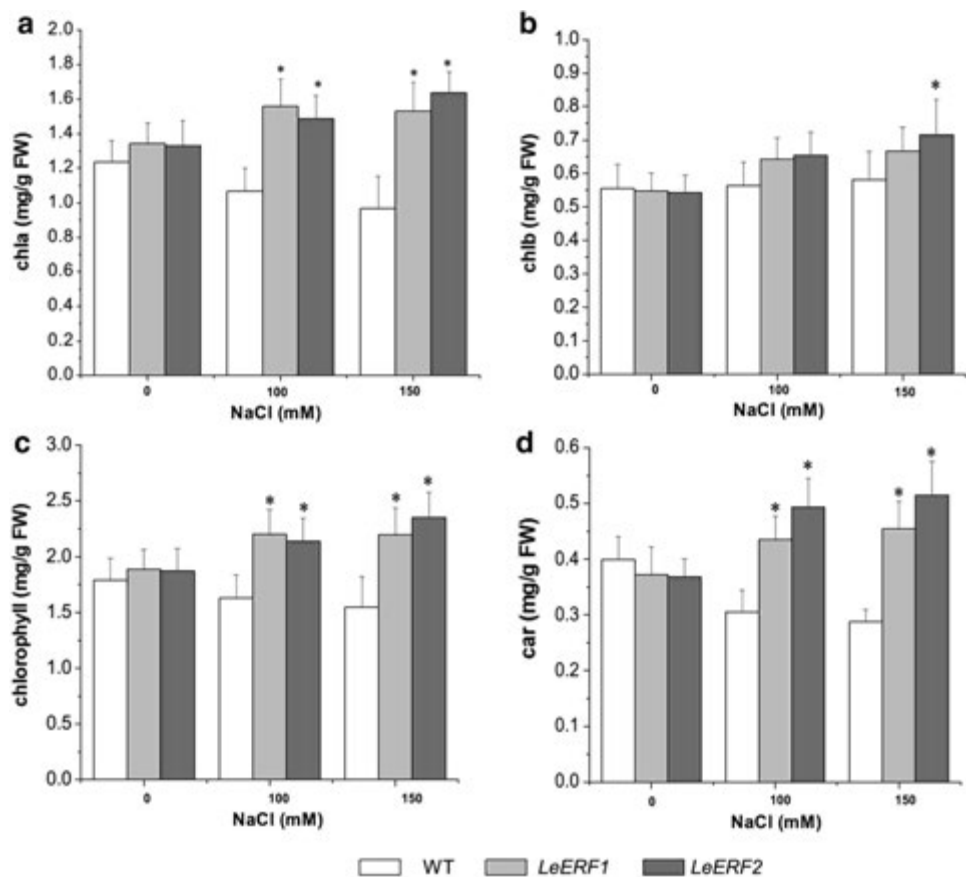 a
chla (mg/g FW)
2.0
1.8
1.6
1.4
1.2
1.0
0.8
0.6
0.4
0.2
0.0
* * * *
0 100 150
NaCl (mM)
b
chlb (mg/g FW)
1.0
0.9
0.8
0.7
0.6
0.5
0.4
0.3
0.2
0.1
0.0
*
0 100 150
NaCl (mM)
c
chlorophyll (mg/g FW)
3.0
2.5
2.0
1.5
1.0
0.5
0.0
* * * *
0 100 150
NaCl (mM)
d
car (mg/g FW)
0.6
0.5
0.4
0.3
0.2
0.1
0.0
* * * *
0 100 150
NaCl (mM)
WT LeERF1 LeERF2